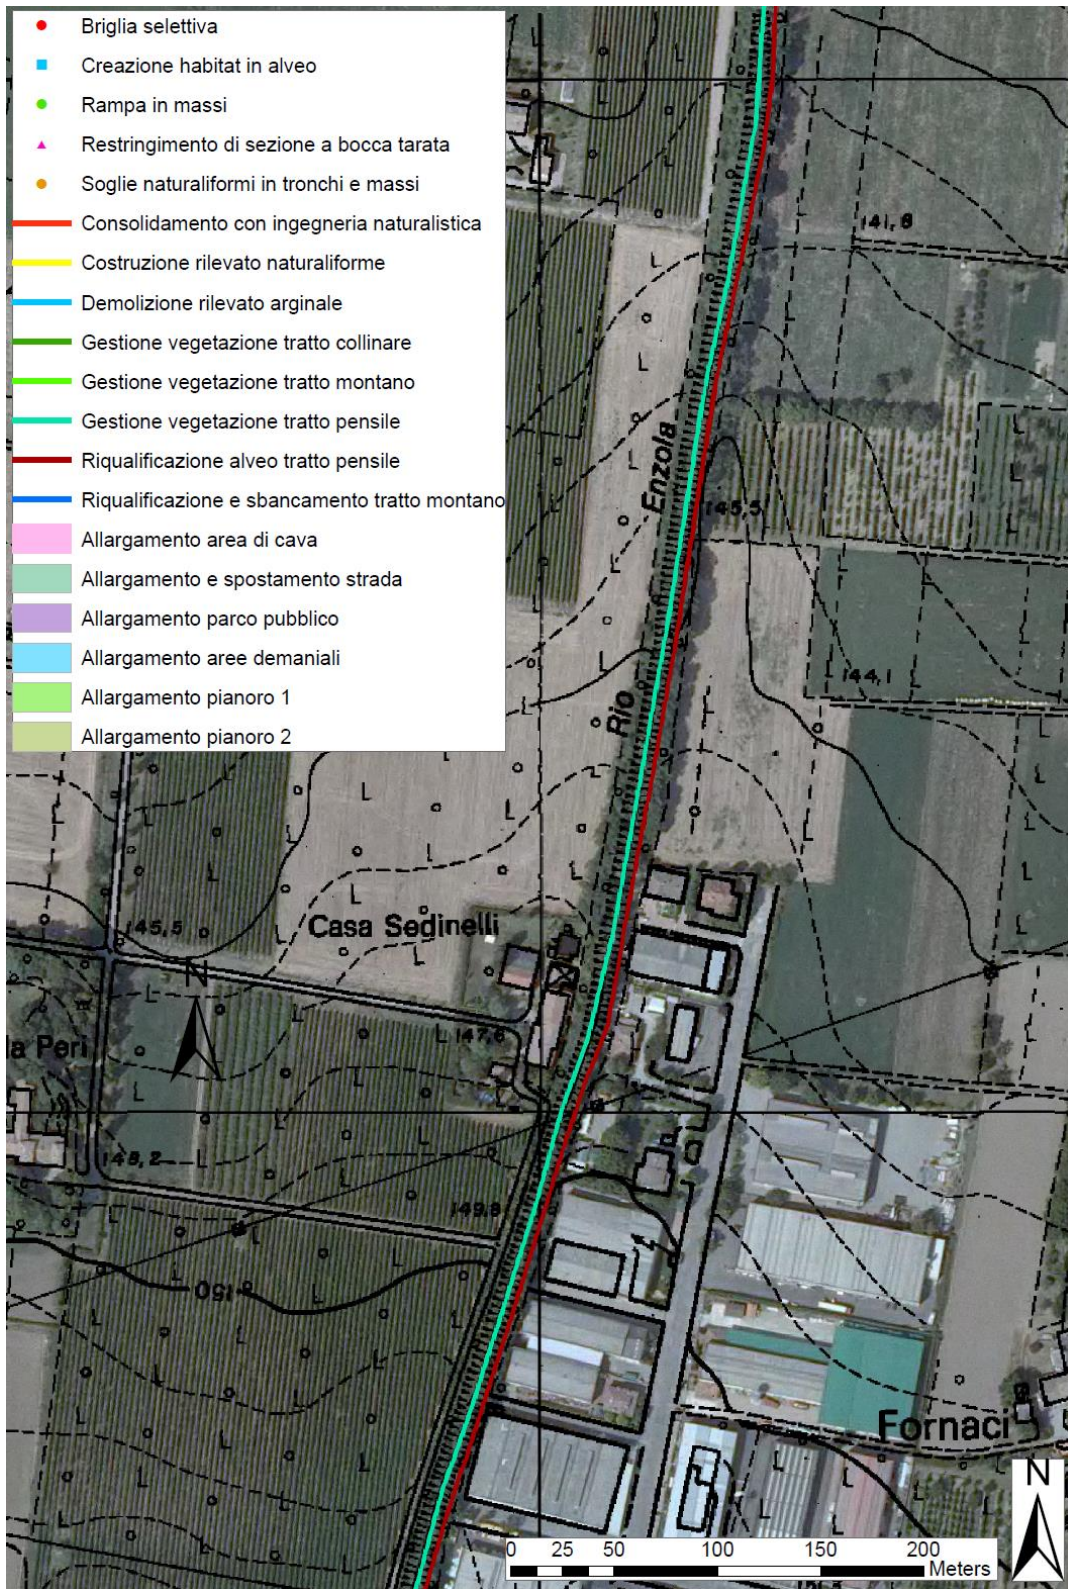 Briglia selettiva
Creazione habitat in alveo
Rampa in massi
Restringimento di sezione a bocca tarata
Soglie naturaliformi in tronchi e massi
Consolidamento con ingegneria naturalistica
Costruzione rilevato naturaliforme
Demolizione rilevato arginale
Gestione vegetazione tratto collinare
Gestione vegetazione tratto montano
Gestione vegetazione tratto pensile
Riqualificazione alveo tratto pensile
Riqualificazione e sbancamento tratto montano
Allargamento area di cava
Allargamento e spostamento strada
Allargamento parco pubblico
Allargamento aree demaniali
Allargamento pianoro 1
Allargamento pianoro 2
141,8
Rio Enzola
145,5
144,1
Casa Sedinelli
145,5
N
147,6
la Peri
148,2
149,8
150
Fornaci
N
0 25 50 100 150 200
Meters